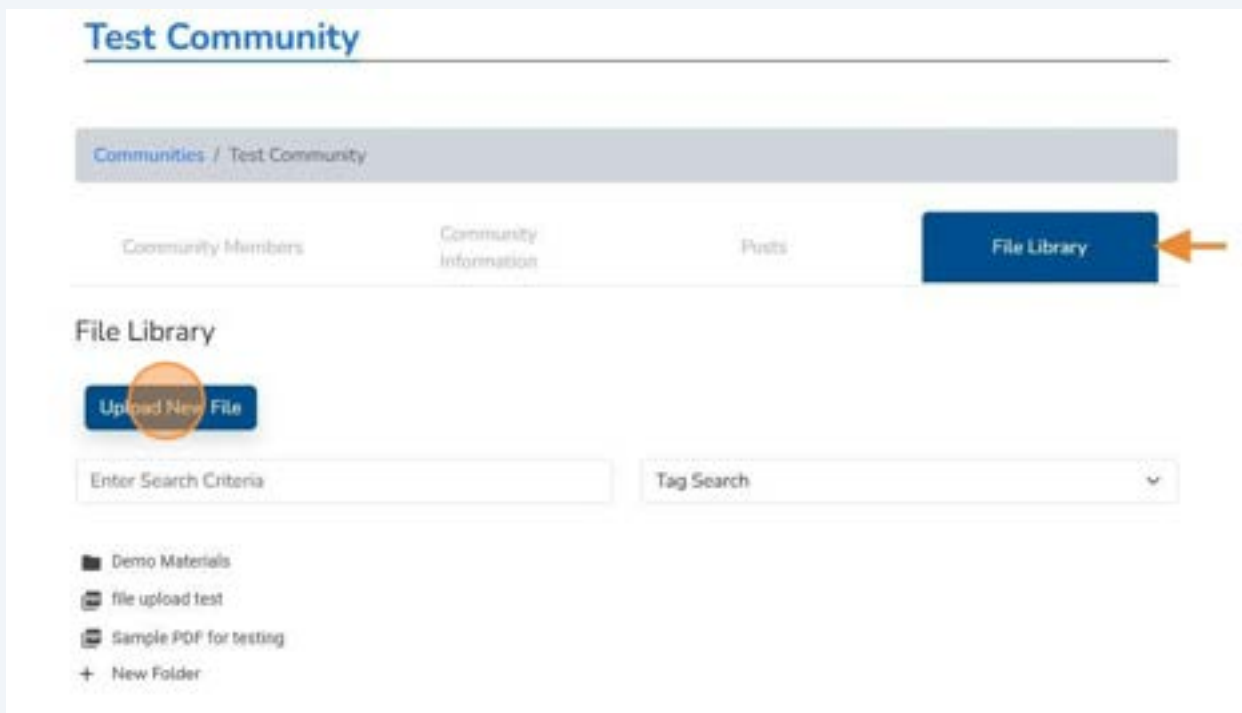 Test Community
Communities / Test Community
Community Members
Community
Information
Posts
File Library
File Library
Upload New File
Enter Search Criteria
Tag Search
Demo Materials
file upload test
Sample PDF for testing
+ New Folder